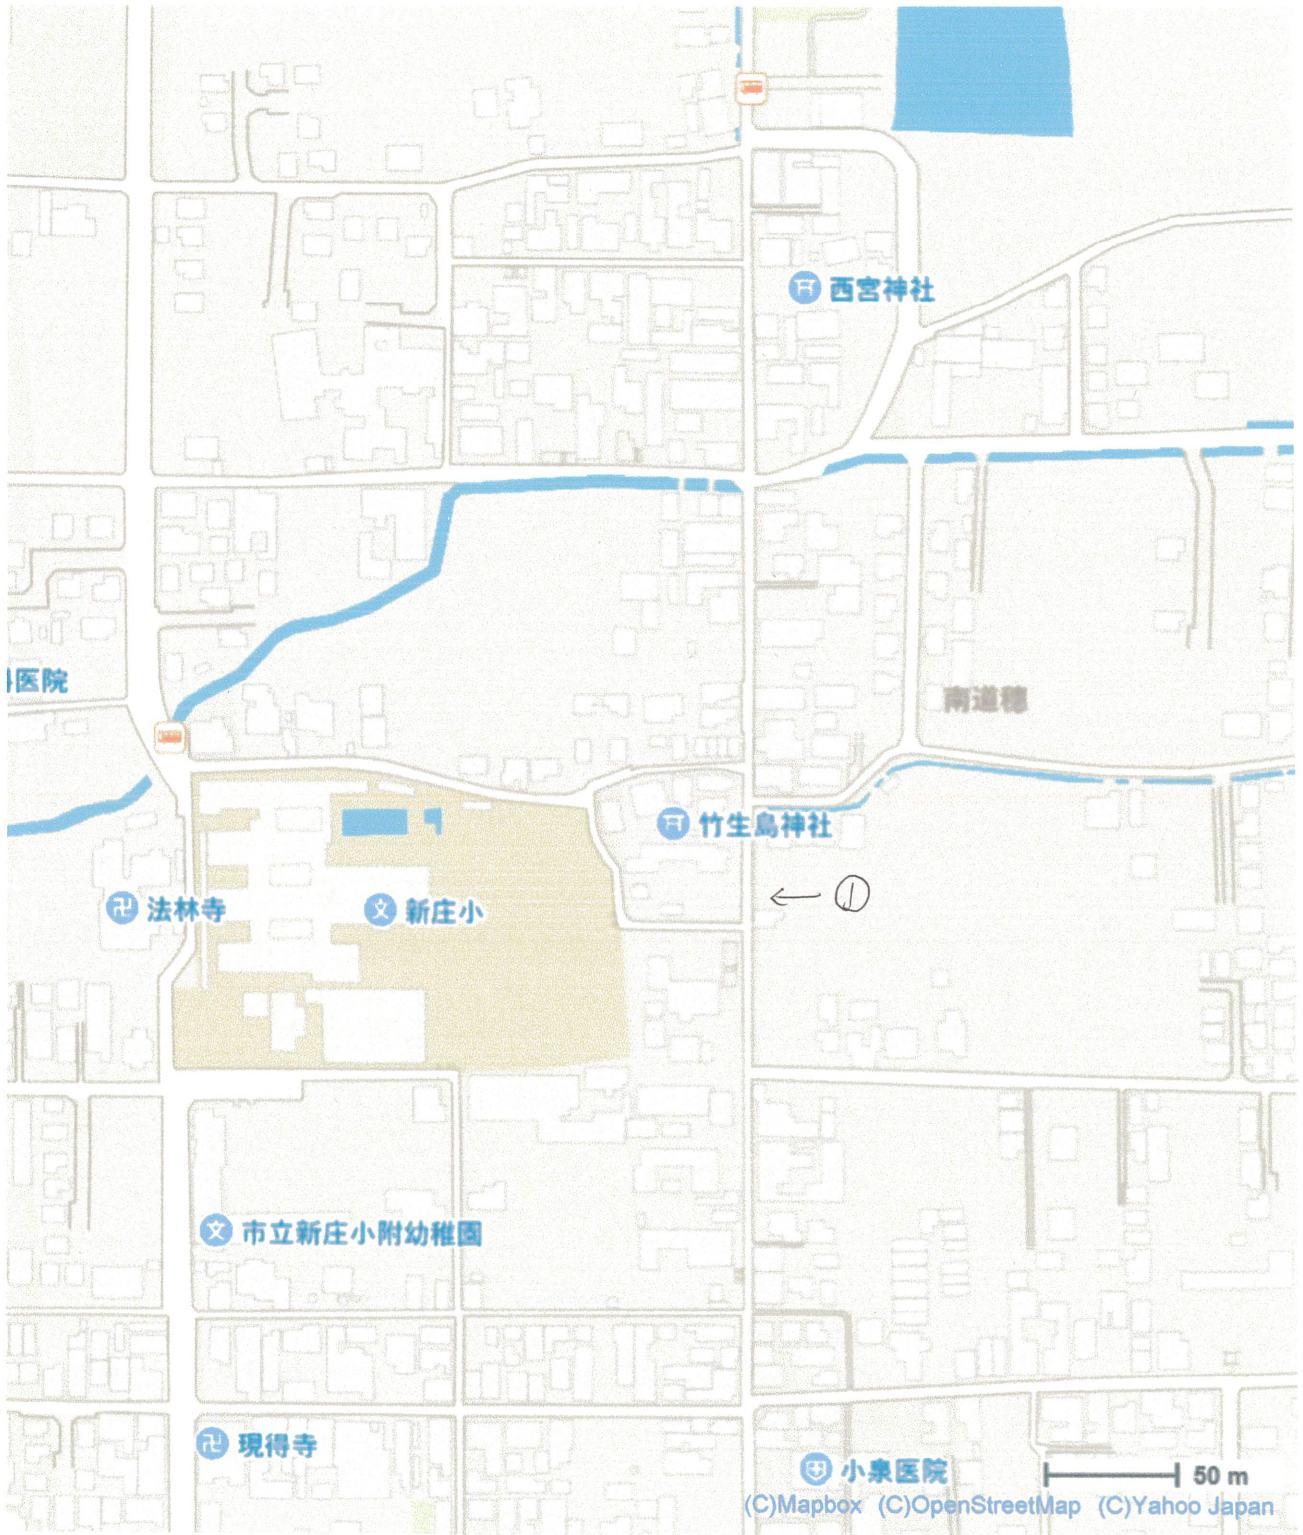 西宮神社
医院
南道穂
竹生島神社
← ①
法林寺
文 新庄小
文 市立新庄小附幼稚園
現得寺
小泉医院
50 m
(C)Mapbox (C)OpenStreetMap (C)Yahoo Japan